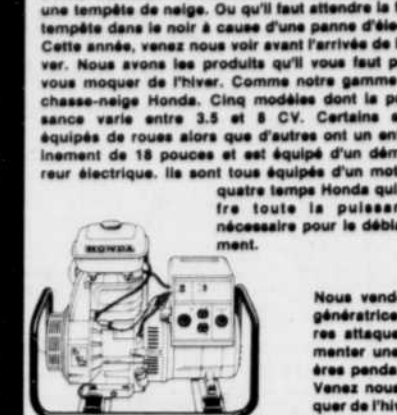 une tempête de neige. Ou qu'il faut attendre la f
tempête dans le noir à cause d'une panne d'éle
Cette année, venez nous voir avant l'arrivée de l
ver. Nous avons les produits qu'il vous faut p
vous moquer de l'hiver. Comme notre gamme
chasse-neige Honda. Cinq modèles dont la p
sance varie entre 3.5 et 8 CV. Certains s
équipés de roues alors que d'autres ont un en
inement de 18 pouces et est équipé d'un dém
reur électrique. Ils sont tous équipés d'un mot
quatre temps Honda qui
fre toute la puissan
nécessaire pour le débla
ment.
HONDA
Nous vend
génératrice
res attaque
menter une
ères penda
Venez nous
quer de l'hiv